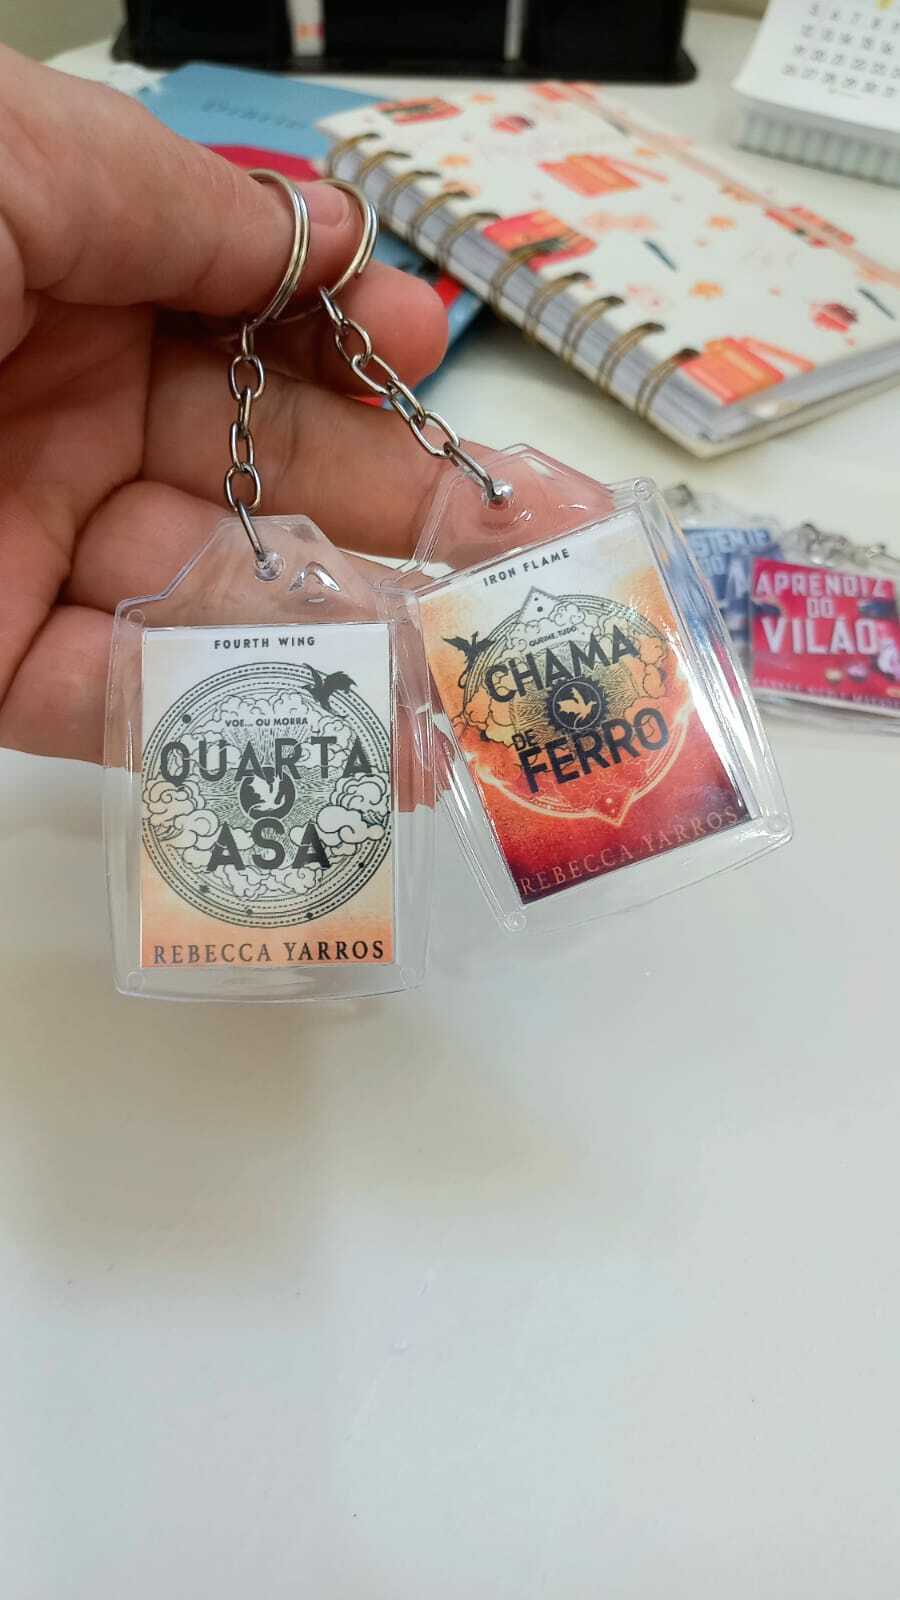 FOURTH WING
VOE... OU MORRA
QUARTA
ASA
REBECCA YARROS
IRON FLAME
QUEIME TUDO
CHAMA
DE
FERRO
REBECCA YARROS
APRENDIZ
DO
VILÃO